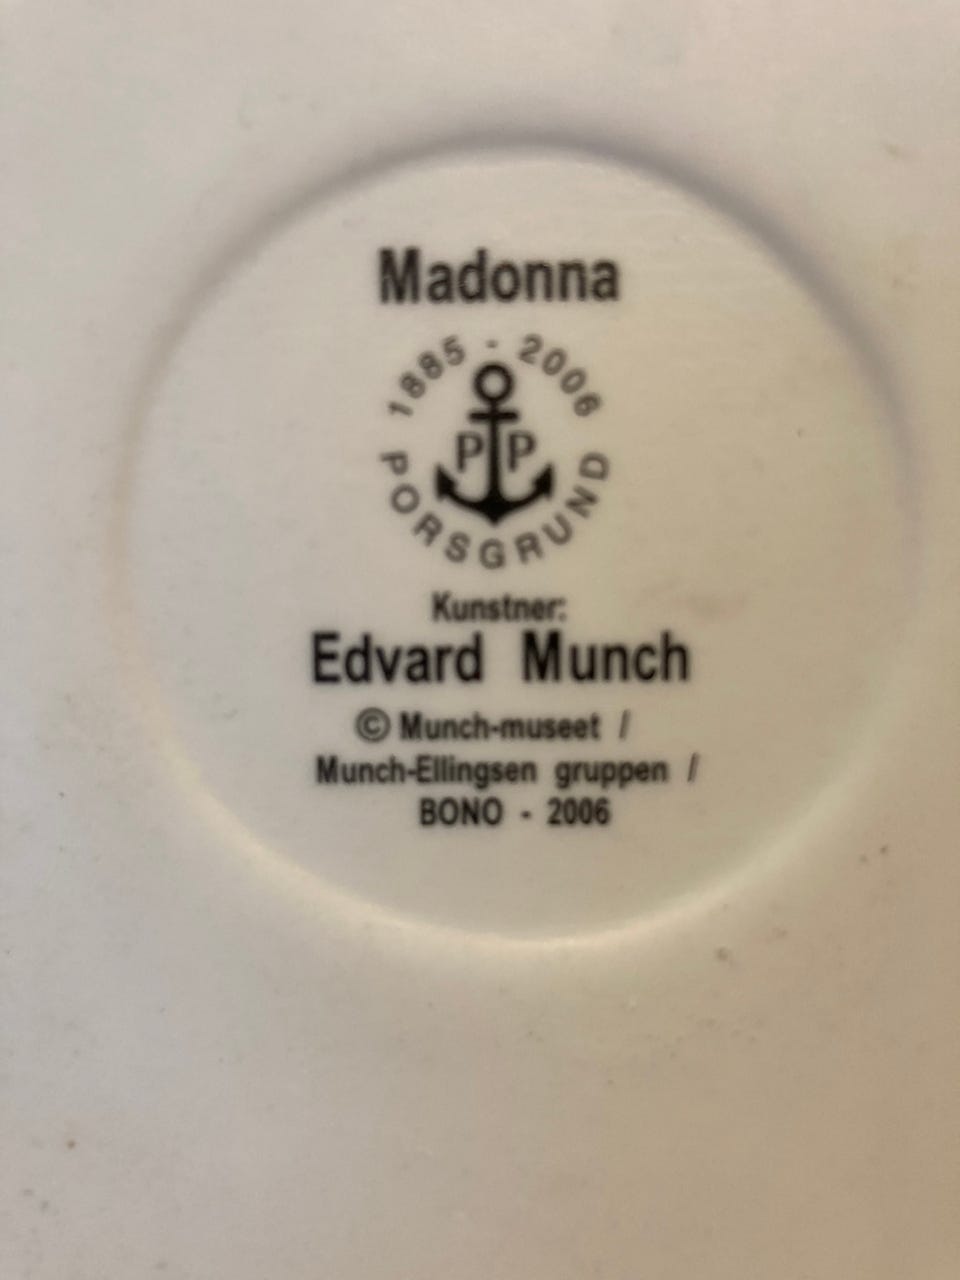 Madonna
1885 - 2006
P P
PORSGRUND
Kunstner:
Edvard Munch
© Munch-museet /
Munch-Ellingsen gruppen /
BONO - 2006